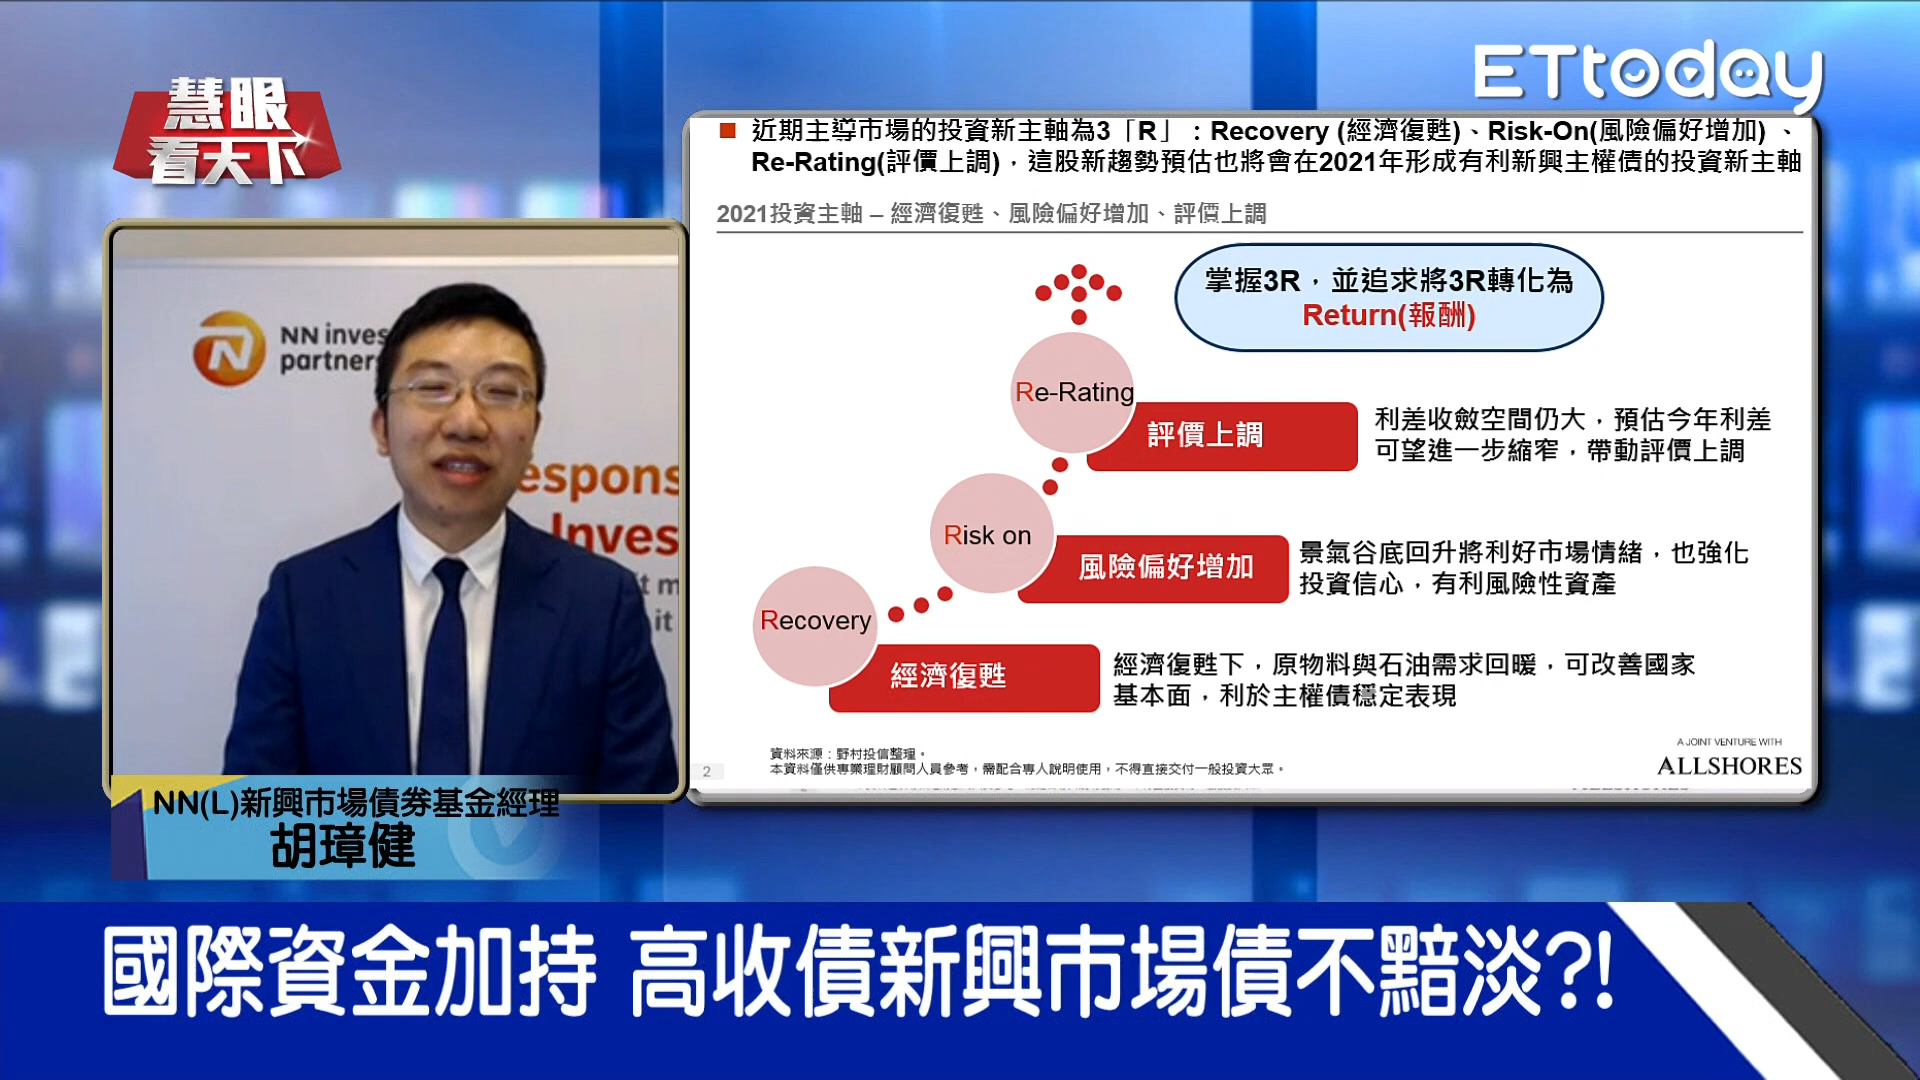 慧眼
看天下
ETtoday
近期主導市場的投資新主軸為3「R」：Recovery (經濟復甦)、Risk-On(風險偏好增加) 、
Re-Rating(評價上調)，這股新趨勢預估也將會在2021年形成有利新興主權債的投資新主軸
2021投資主軸 – 經濟復甦、風險偏好增加、評價上調
掌握3R，並追求將3R轉化為
Return(報酬)
Re-Rating
評價上調
利差收斂空間仍大，預估今年利差
可望進一步縮窄，帶動評價上調
Risk on
風險偏好增加
景氣谷底回升將利好市場情緒，也強化
投資信心，有利風險性資產
Recovery
經濟復甦
經濟復甦下，原物料與石油需求回暖，可改善國家
基本面，利於主權債穩定表現
資料來源：野村投信整理。
本資料僅供專業理財顧問人員參考，需配合專人說明使用，不得直接交付一般投資大眾。
2
A JOINT VENTURE WITH
ALLSHORES
NN inves
partner
espons
Inves
it m
it
NN(L)新興市場債券基金經理
胡璋健
國際資金加持 高收債新興市場債不黯淡?!